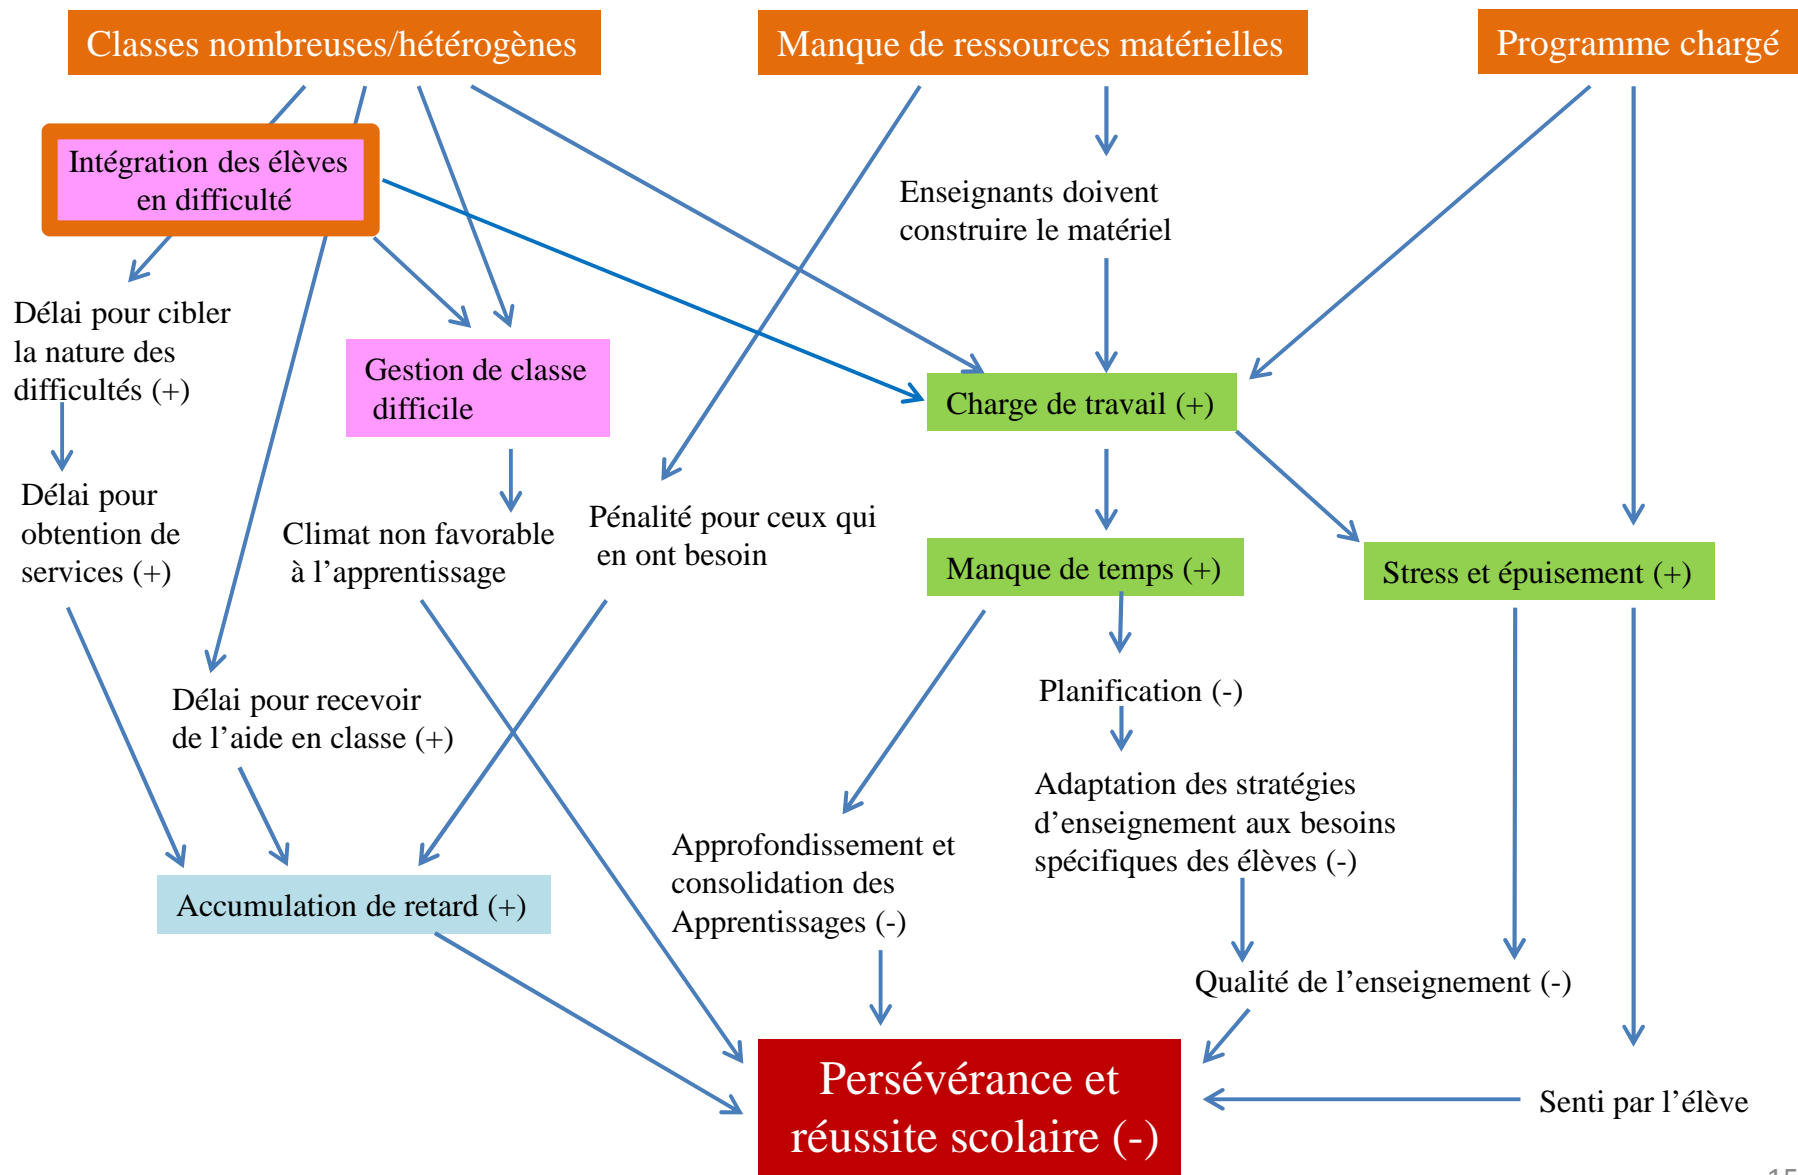 Classes nombreuses/hétérogènes
Manque de ressources matérielles
Programme chargé
Intégration des élèves
en difficulté
Enseignants doivent
construire le matériel
Délai pour cibler
la nature des
difficultés (+)
Gestion de classe
difficile
Charge de travail (+)
Délai pour
obtention de
services (+)
Climat non favorable
à l’apprentissage
Pénalité pour ceux qui
en ont besoin
Manque de temps (+)
Stress et épuisement (+)
Délai pour recevoir
de l’aide en classe (+)
Planification (-)
Adaptation des stratégies
d’enseignement aux besoins
spécifiques des élèves (-)
Approfondissement et
consolidation des
Apprentissages (-)
Accumulation de retard (+)
Qualité de l’enseignement (-)
Persévérance et
réussite scolaire (-)
Senti par l’élève
15